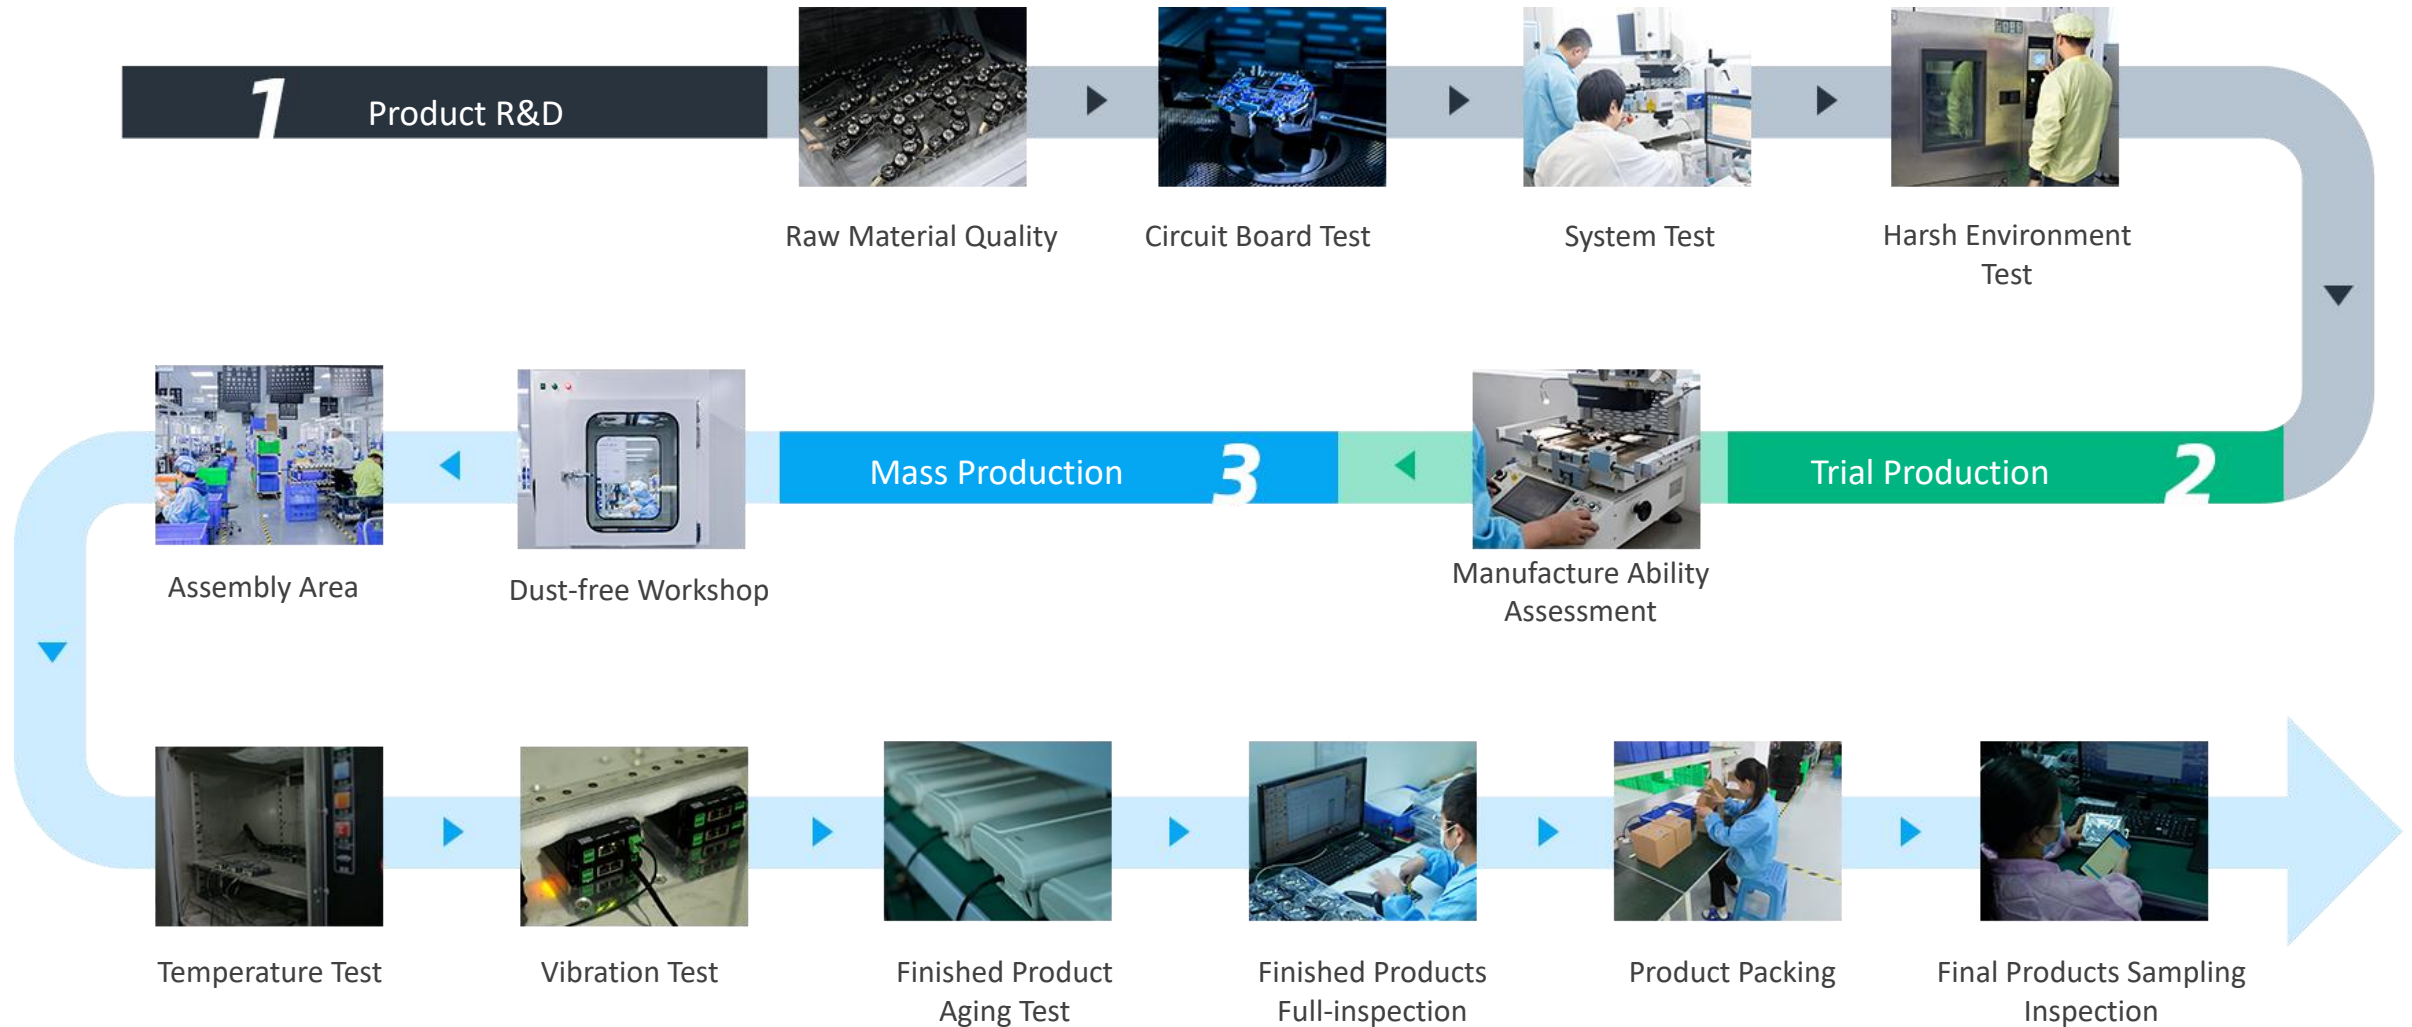 1 Product R&D
Raw Material Quality
Circuit Board Test
System Test
Harsh Environment
Test
2 Trial Production
Manufacture Ability
Assessment
3 Mass Production
Dust-free Workshop
Assembly Area
Temperature Test
Vibration Test
Finished Product
Aging Test
Finished Products
Full-inspection
Product Packing
Final Products Sampling
Inspection